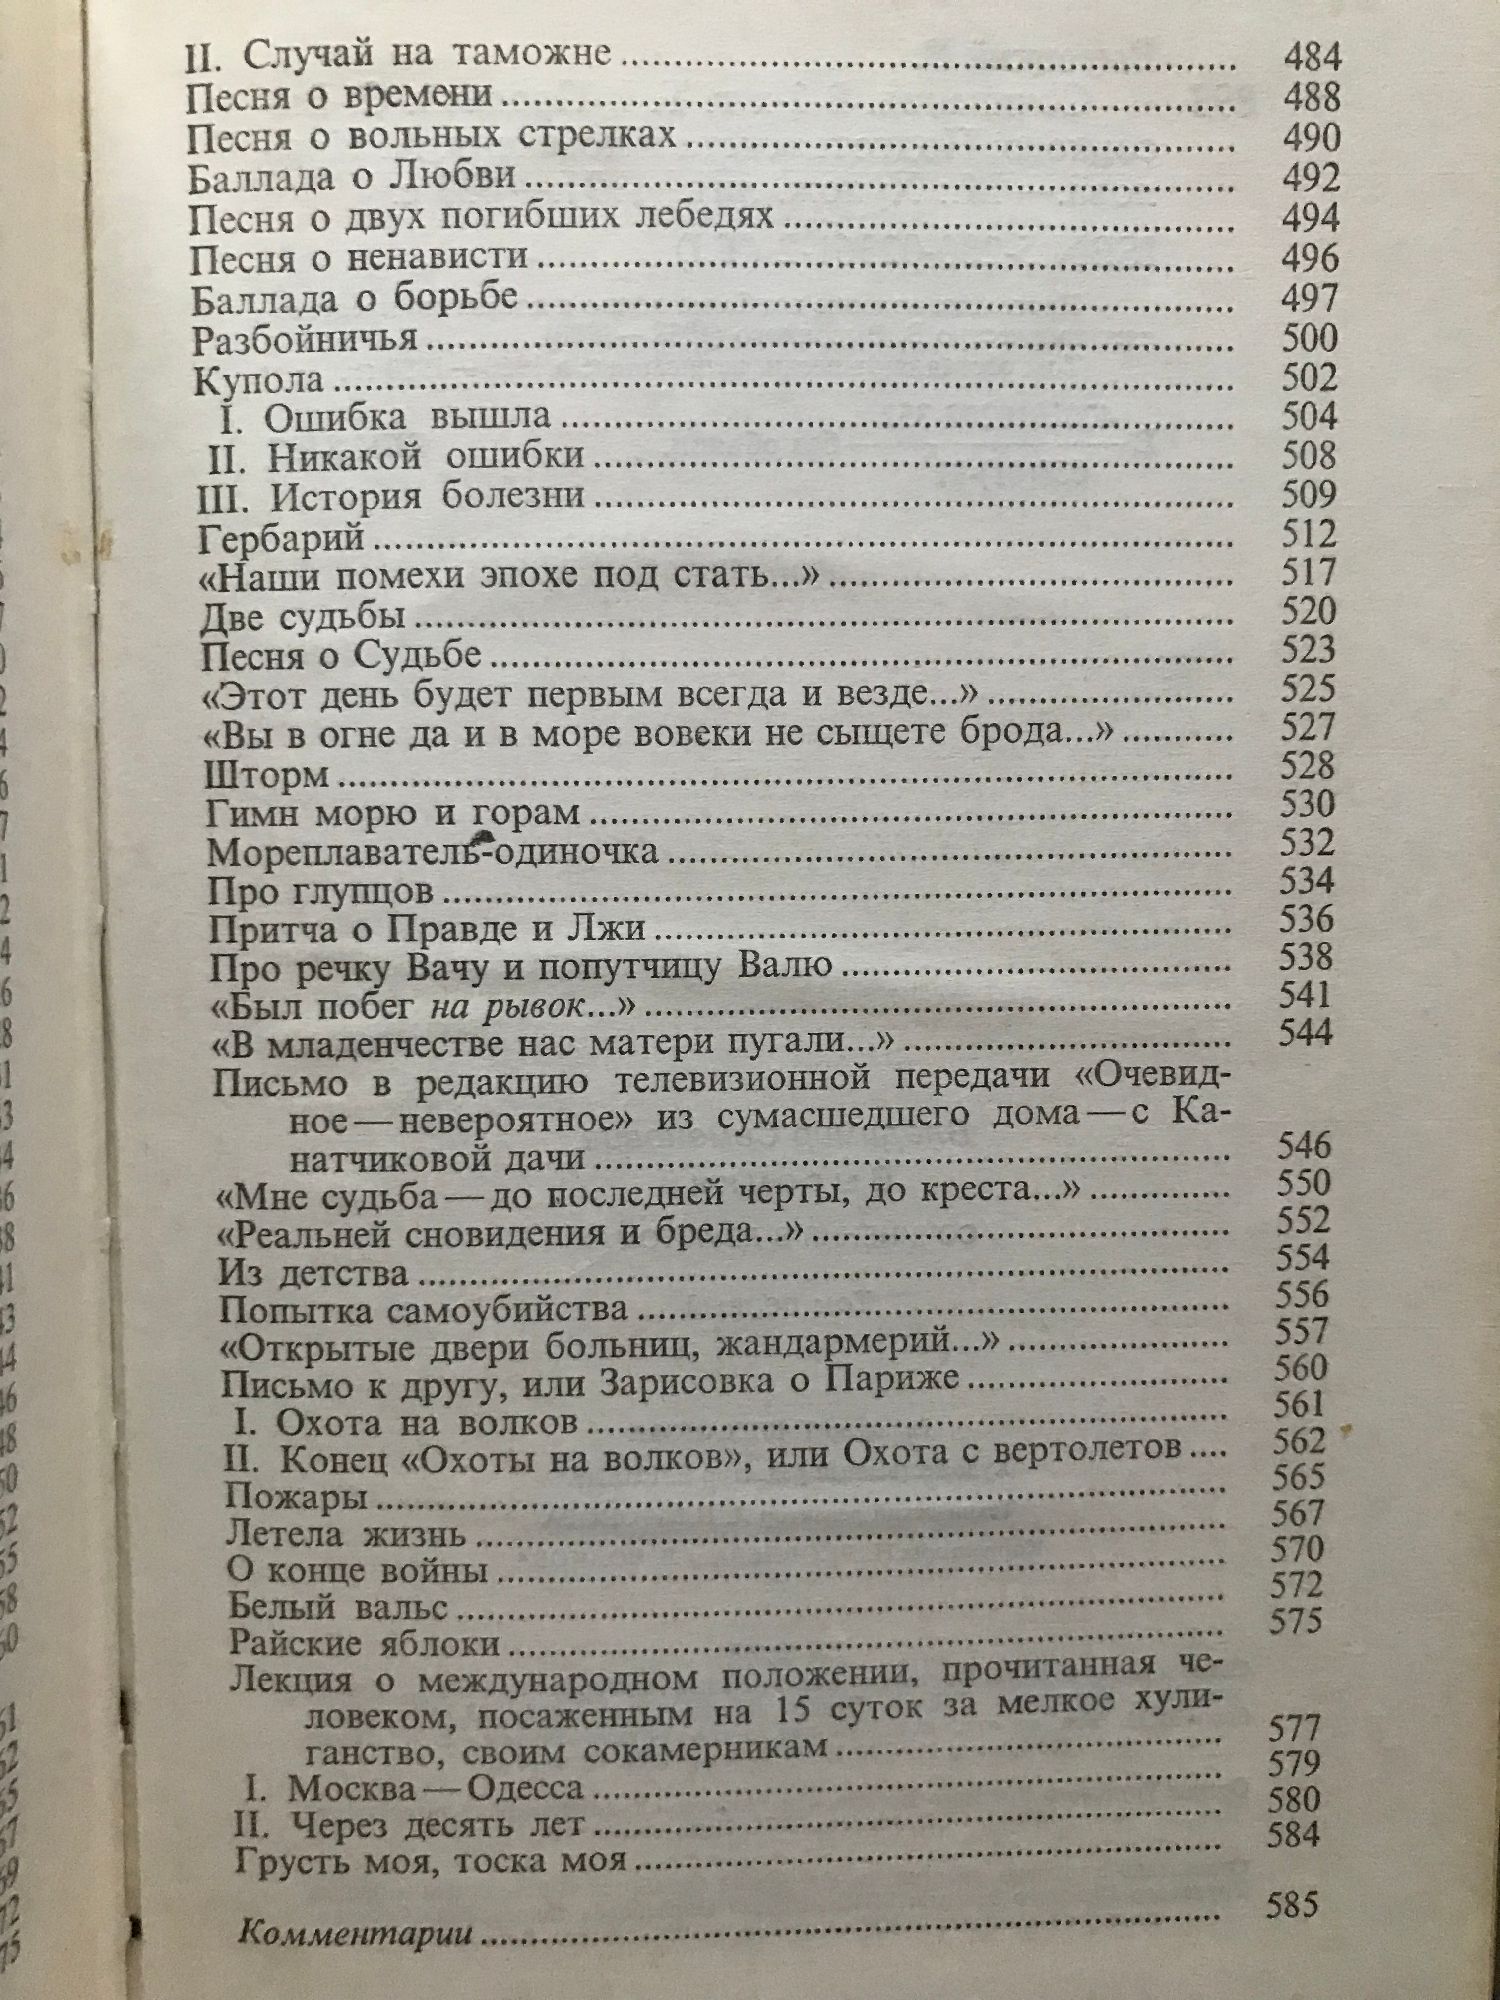 II. Случай на таможне ........ 484
Песня о времени ........ 488
Песня о вольных стрелках ........ 490
Баллада о Любви ........ 492
Песня о двух погибших лебедях ........ 494
Песня о ненависти ........ 496
Баллада о борьбе ........ 497
Разбойничья ........ 500
Купола ........ 502
I. Ошибка вышла ........ 504
II. Никакой ошибки ........ 508
III. История болезни ........ 509
Гербарий ........ 512
«Наши помехи эпохе под стать...» ........ 517
Две судьбы ........ 520
Песня о Судьбе ........ 523
«Этот день будет первым всегда и везде...» ........ 525
«Вы в огне да и в море вовеки не сыщете брода...» ........ 527
Шторм ........ 528
Гимн морю и горам ........ 530
Мореплаватель-одиночка ........ 532
Про глупцов ........ 534
Притча о Правде и Лжи ........ 536
Про речку Вачу и попутчицу Валю ........ 538
«Был побег на рывок...» ........ 541
«В младенчестве нас матери пугали...» ........ 544
Письмо в редакцию телевизионной передачи «Очевид-
ное — невероятное» из сумасшедшего дома — с Ка-
натчиковой дачи ........ 546
«Мне судьба — до последней черты, до креста...» ........ 550
«Реальней сновидения и бреда...» ........ 552
Из детства ........ 554
Попытка самоубийства ........ 556
«Открытые двери больниц, жандармерий...» ........ 557
Письмо к другу, или Зарисовка о Париже ........ 560
I. Охота на волков ........ 561
II. Конец «Охоты на волков», или Охота с вертолетов .... 562
Пожары ........ 565
Летела жизнь ........ 567
О конце войны ........ 570
Белый вальс ........ 572
Райские яблоки ........ 575
Лекция о международном положении, прочитанная че-
ловеком, посаженным на 15 суток за мелкое хули-
ганство, своим сокамерникам ........ 577
I. Москва — Одесса ........ 579
II. Через десять лет ........ 580
Грусть моя, тоска моя ........ 584
Комментарии ........ 585